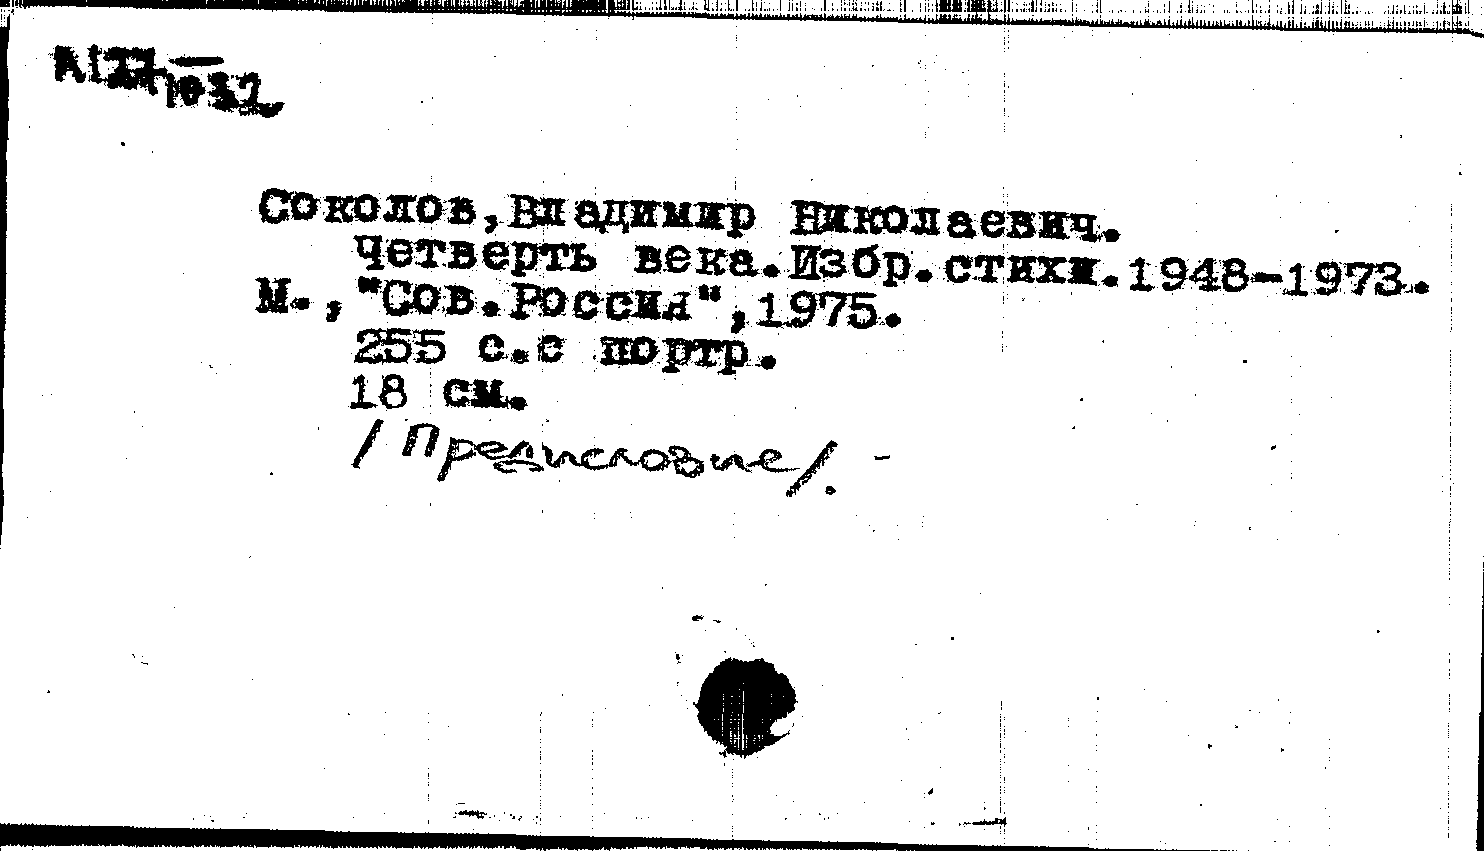 Соколов,Владимир Николаевич.
Четверть века.Избр.стихи.1948-1973.
М.,"Сов.Россия",1975.
255 с.с портр.
18 см.
/Предисловие/. -